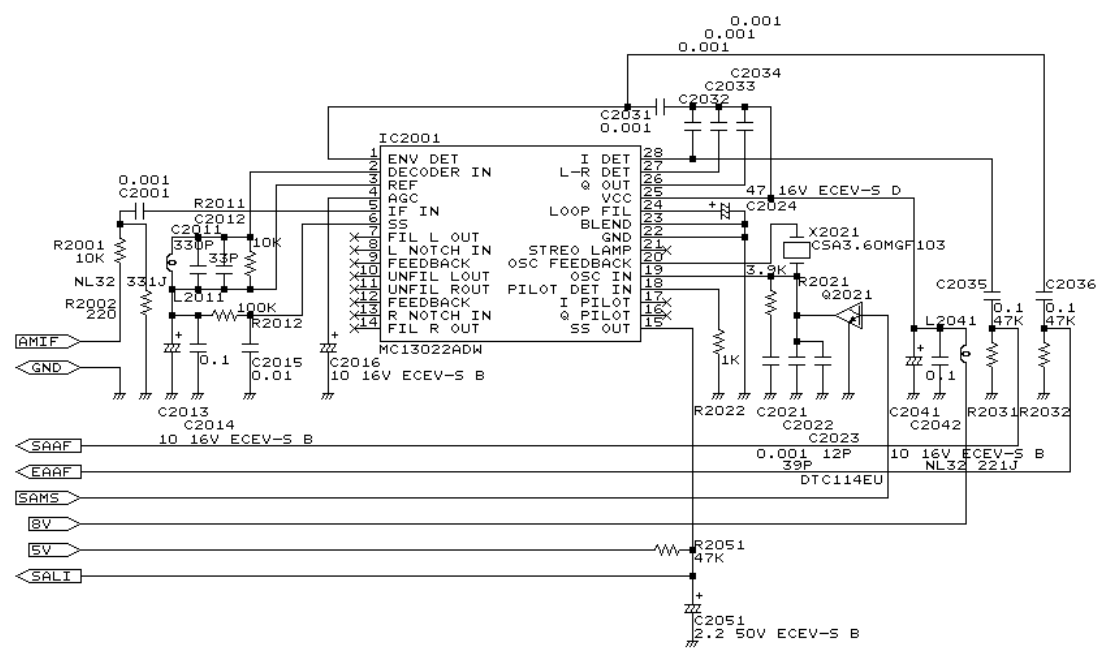 0.001
0.001
0.001
C2034
C2033
C2032
C2031
0.001
IC2001
1 ENV DET
2 DECODER IN
3 REF
4 AGC
5 IF IN
6 SS
7 FIL L OUT
8 L NOTCH IN
9 FEEDBACK
10 UNFIL LOUT
11 UNFIL ROUT
12 FEEDBACK
13 R NOTCH IN
14 FIL R OUT
I DET 28
L-R DET 27
Q OUT 26
VCC 25
LOOP FIL 24
BLEND 23
GND 22
STREO LAMP 21
OSC FEEDBACK 20
OSC IN 19
PILOT DET IN 18
I PILOT 17
Q PILOT 16
SS OUT 15
MC13022ADW
0.001
C2001
R2011
C2012
C2011
330P
33P
10K
R2001
10K
NL32 331J
L2011
R2002
220
100K
R2012
0.1
C2015
0.01
C2016
10 16V ECEV-S B
C2013
C2014
10 16V ECEV-S B
47 16V ECEV-S D
+
C2024
X2021
CSA3.60MGF103
3.9K
R2021
Q2021
1K
R2022
C2021
C2022
C2023
0.001 12P
39P
DTC114EU
C2035
0.1
47K
C2036
0.1
47K
L2041
+
0.1
C2041
C2042
R2031
R2032
10 16V ECEV-S B
NL32 221J
AMIF
GND
SAAF
EAAF
SAMS
8V
5V
SALI
R2051
47K
+
C2051
2.2 50V ECEV-S B
+
+